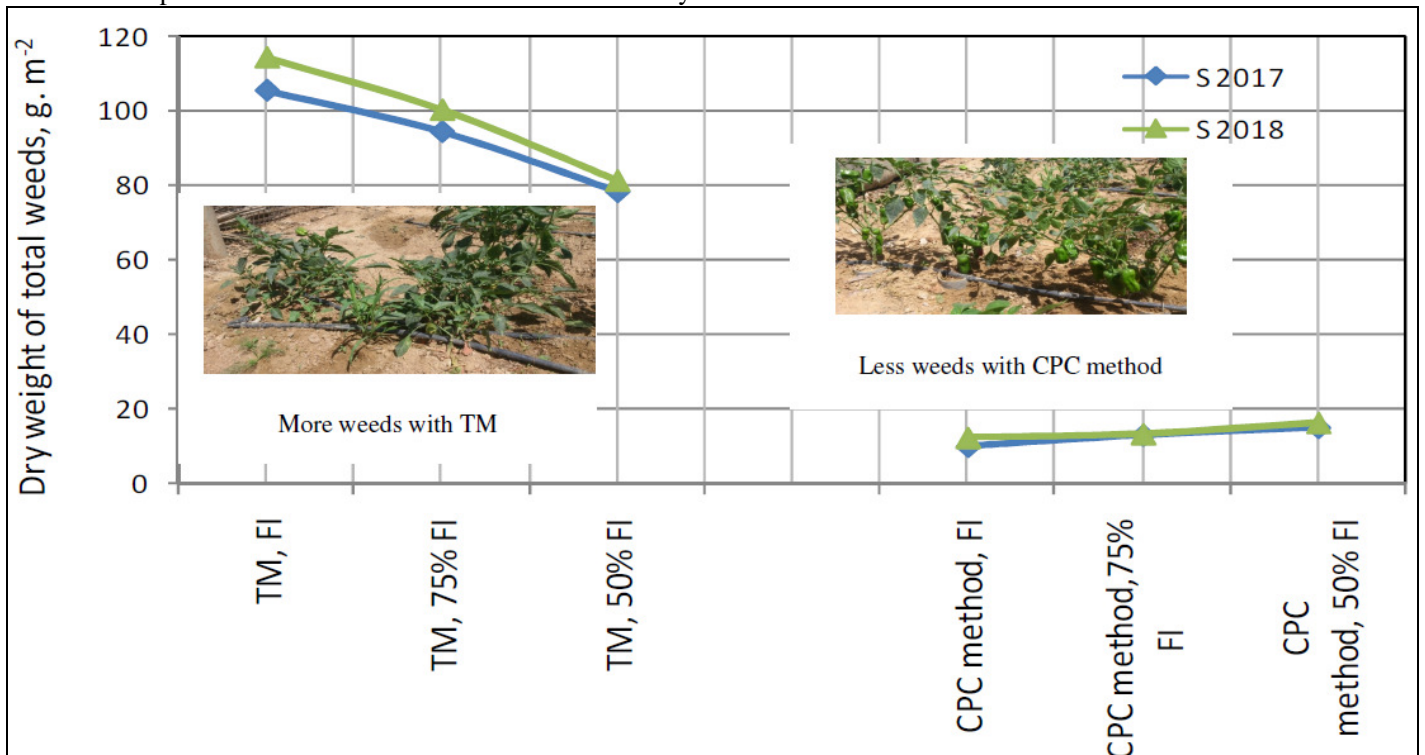 Dry weight of total weeds, g. m-2
120
100
80
60
40
20
0
S 2017
S 2018
More weeds with TM
Less weeds with CPC method
TM, FI
TM, 75% FI
TM, 50% FI
CPC method, FI
CPC method,75%
FI
CPC
method, 50% FI